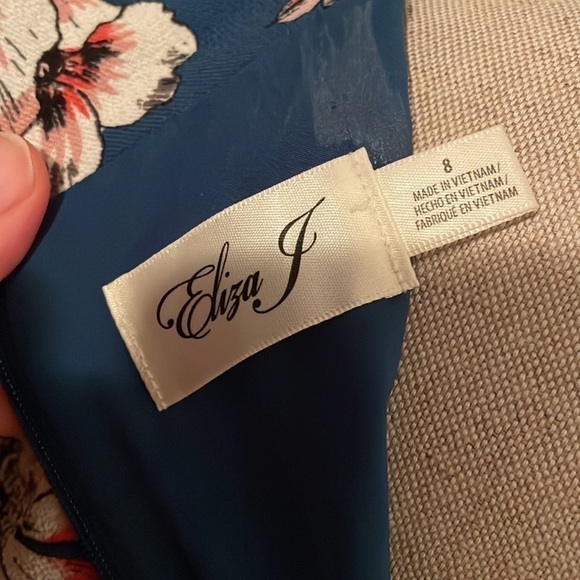 Eliza J
8
MADE IN VIETNAM/
HECHO EN VIETNAM/
FABRIQUÉ EN VIETNAM